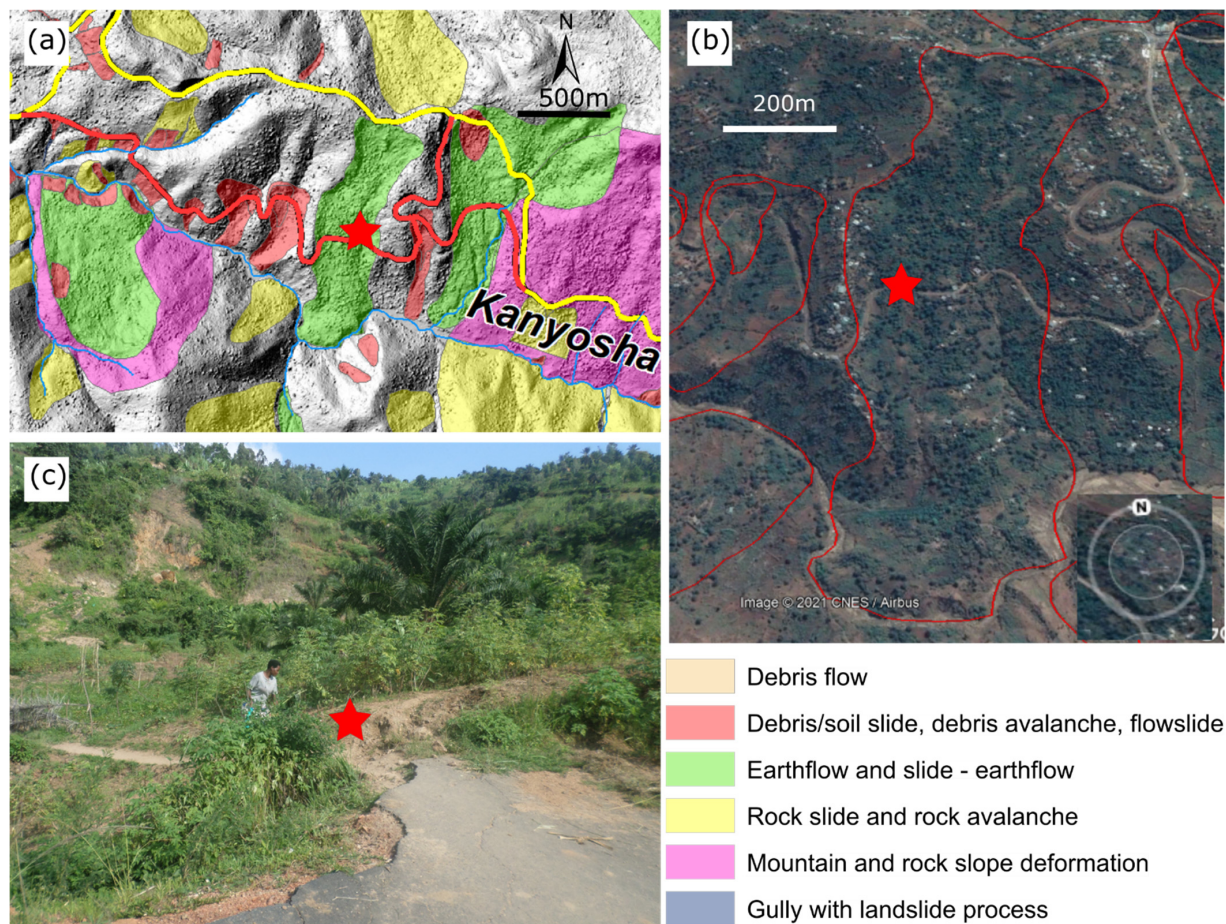 (a)
N
500m
Kanyosha
(b)
200m
Image © 2021 CNES / Airbus
N
(c)
Debris flow
Debris/soil slide, debris avalanche, flowslide
Earthflow and slide - earthflow
Rock slide and rock avalanche
Mountain and rock slope deformation
Gully with landslide process